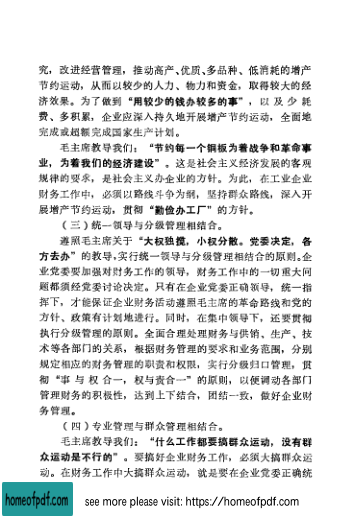 究，改进经营管理，推动高产、优质、多品种、低消耗的增产
节约运动，从而以较少的人力、物力和资金，取得较大的经
济效果。为了做到“用较少的钱办较多的事”，以及少耗
费、多积累，企业应深入持久地开展增产节约运动，全面地
完成或超额完成国家生产计划。
毛主席教导我们：“节约每一个铜板为着战争和革命事
业，为着我们的经济建设”。这是社会主义经济发展的客观
规律的要求，是社会主义办企业的方针。为此，在工业企业
财务工作中，必须以路线斗争为纲，坚持群众路线，深入开
展增产节约运动，贯彻“勤俭办工厂”的方针。
（三）统一领导与分级管理相结合。
遵照毛主席关于“大权独揽，小权分散。党委决定，各
方去办”的教导，实行统一领导与分级管理相结合的原则。企
业党委要加强对财务工作的领导，财务工作中的一切重大问
题都须经党委讨论决定。只有在企业党委正确领导，统一指
挥下，才能保证企业财务活动遵照毛主席的革命路线和党的
方针、政策有计划地进行。同时，在集中领导下，还要贯彻
执行分级管理的原则。全面合理处理财务与供销、生产、技
术等各部门的关系，根据财务管理的要求和业务范围，分别
规定相应的财务管理的职责和权限，实行分级归口管理，贯
彻“事与权合一，权与责合一”的原则，以便调动各部门
管理财务的积极性，达到上下结合，团结一致，做好企业财
务管理。
（四）专业管理与群众管理相结合。
毛主席教导我们：“什么工作都要搞群众运动，没有群
众运动是不行的”。要搞好企业财务工作，必须大搞群众运
动。在财务工作中大搞群众运动，就是要在企业党委正确统
homeofpdf.com
see more please visit: https://homeofpdf.com